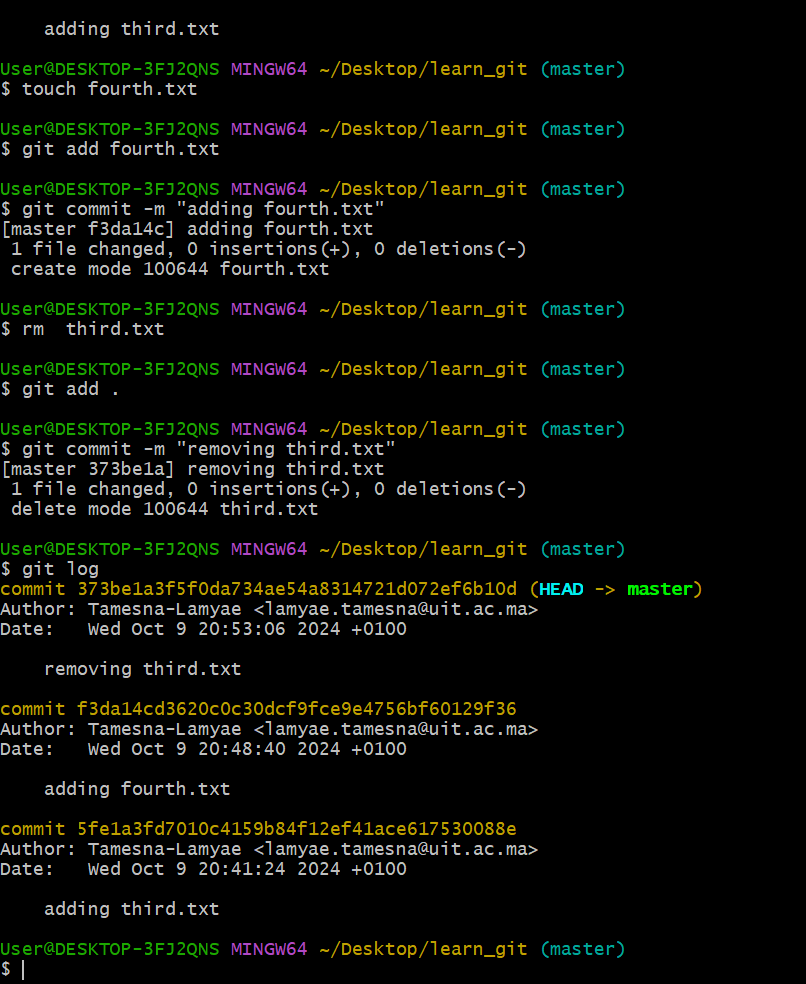 adding third.txt
User@DESKTOP-3FJ2QNS MINGW64 ~/Desktop/learn_git (master)
$ touch fourth.txt
User@DESKTOP-3FJ2QNS MINGW64 ~/Desktop/learn_git (master)
$ git add fourth.txt
User@DESKTOP-3FJ2QNS MINGW64 ~/Desktop/learn_git (master)
$ git commit -m "adding fourth.txt"
[master f3da14c] adding fourth.txt
 1 file changed, 0 insertions(+), 0 deletions(-)
 create mode 100644 fourth.txt
User@DESKTOP-3FJ2QNS MINGW64 ~/Desktop/learn_git (master)
$ rm  third.txt
User@DESKTOP-3FJ2QNS MINGW64 ~/Desktop/learn_git (master)
$ git add .
User@DESKTOP-3FJ2QNS MINGW64 ~/Desktop/learn_git (master)
$ git commit -m "removing third.txt"
[master 373be1a] removing third.txt
 1 file changed, 0 insertions(+), 0 deletions(-)
 delete mode 100644 third.txt
User@DESKTOP-3FJ2QNS MINGW64 ~/Desktop/learn_git (master)
$ git log
commit 373be1a3f5f0da734ae54a8314721d072ef6b10d (HEAD -> master)
Author: Tamesna-Lamyae <lamyae.tamesna@uit.ac.ma>
Date:   Wed Oct 9 20:53:06 2024 +0100
    removing third.txt
commit f3da14cd3620c0c30dcf9fce9e4756bf60129f36
Author: Tamesna-Lamyae <lamyae.tamesna@uit.ac.ma>
Date:   Wed Oct 9 20:48:40 2024 +0100
    adding fourth.txt
commit 5fe1a3fd7010c4159b84f12ef41ace617530088e
Author: Tamesna-Lamyae <lamyae.tamesna@uit.ac.ma>
Date:   Wed Oct 9 20:41:24 2024 +0100
    adding third.txt
User@DESKTOP-3FJ2QNS MINGW64 ~/Desktop/learn_git (master)
$